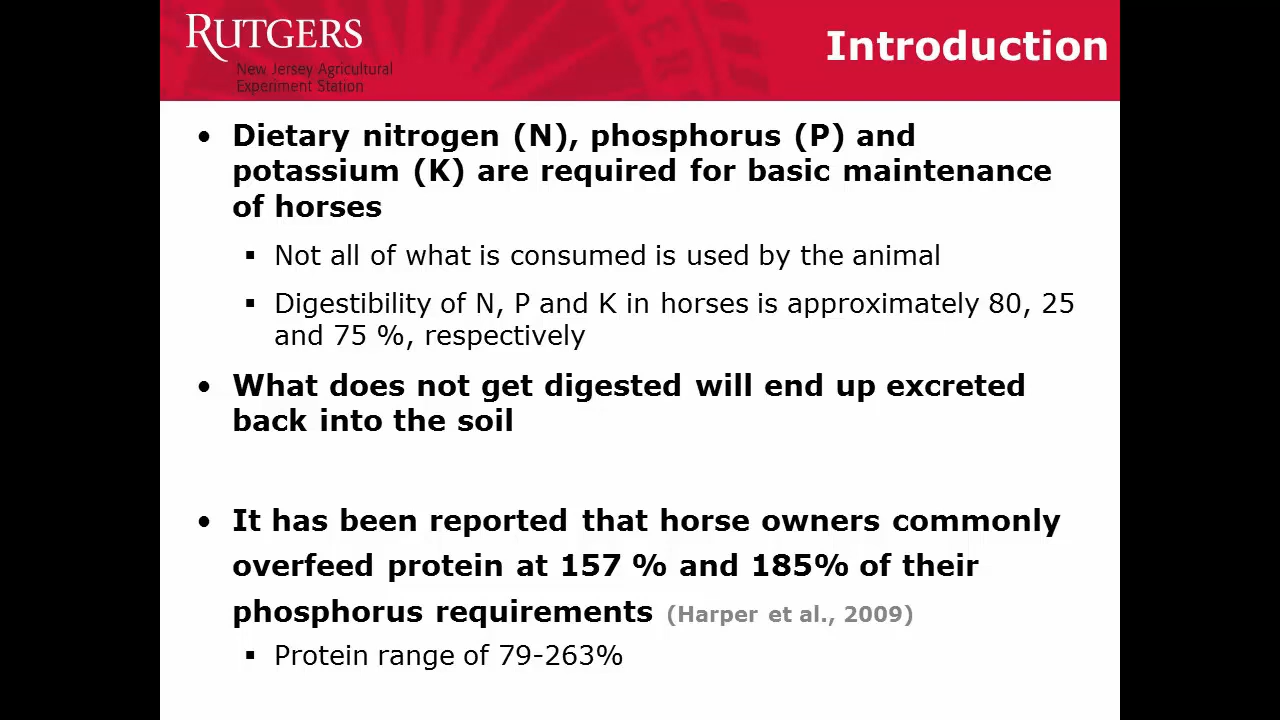 RUTGERS
New Jersey Agricultural
Experiment Station
Introduction
• Dietary nitrogen (N), phosphorus (P) and
potassium (K) are required for basic maintenance
of horses
▪ Not all of what is consumed is used by the animal
▪ Digestibility of N, P and K in horses is approximately 80, 25
and 75 %, respectively
• What does not get digested will end up excreted
back into the soil
• It has been reported that horse owners commonly
overfeed protein at 157 % and 185% of their
phosphorus requirements (Harper et al., 2009)
▪ Protein range of 79-263%